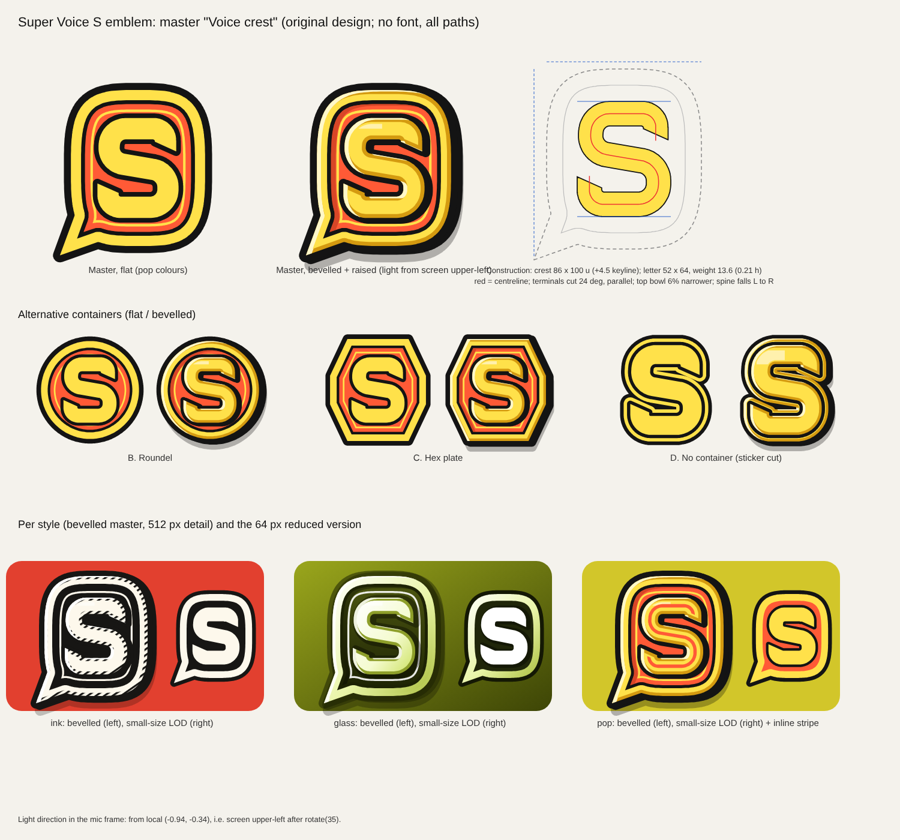 Super Voice S emblem: master "Voice crest" (original design; no font, all paths)
S
S
S
Master, flat (pop colours)
Master, bevelled + raised (light from screen upper-left)
Construction: crest 86 x 100 u (+4.5 keyline); letter 52 x 64, weight 13.6 (0.21 h)
red = centreline; terminals cut 24 deg, parallel; top bowl 6% narrower; spine falls L to R
Alternative containers (flat / bevelled)
S
S
S
S
S
S
B. Roundel
C. Hex plate
D. No container (sticker cut)
Per style (bevelled master, 512 px detail) and the 64 px reduced version
S
S
S
S
S
S
ink: bevelled (left), small-size LOD (right)
glass: bevelled (left), small-size LOD (right)
pop: bevelled (left), small-size LOD (right) + inline stripe
Light direction in the mic frame: from local (-0.94, -0.34), i.e. screen upper-left after rotate(35).